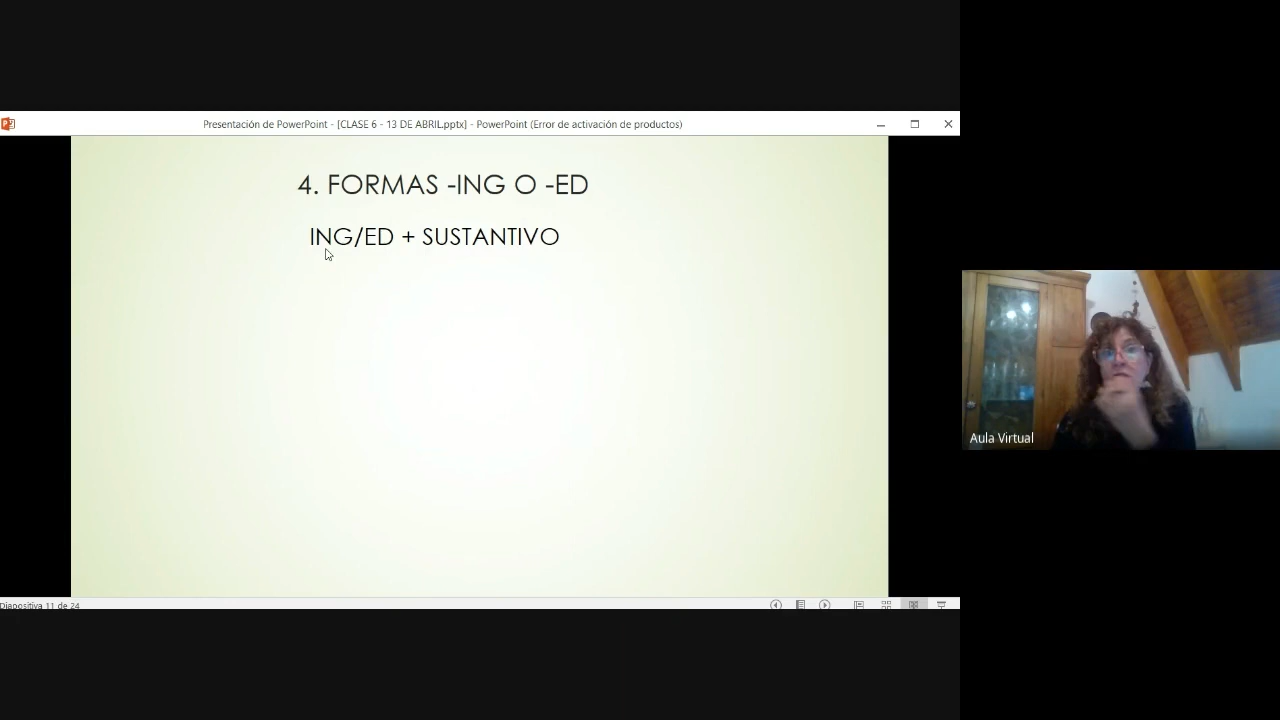 Presentación de PowerPoint - [CLASE 6 - 13 DE ABRIL.pptx] - PowerPoint (Error de activación de productos)
4. FORMAS -ING O -ED
ING/ED + SUSTANTIVO
Aula Virtual
Diapositiva 11 de 24